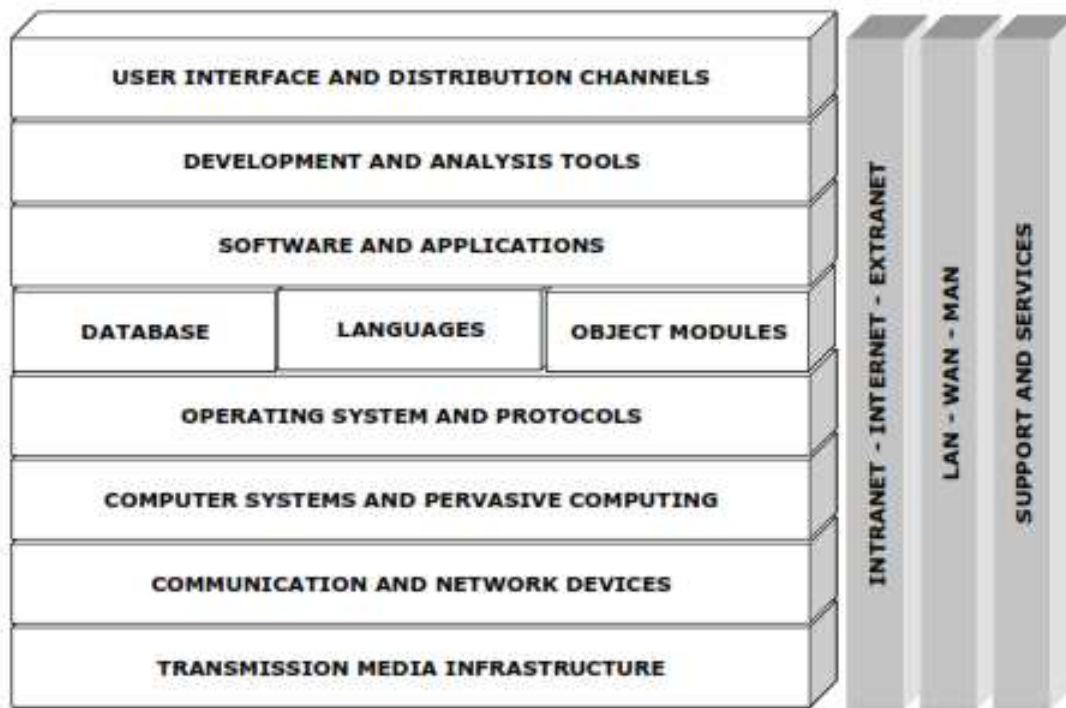 USER INTERFACE AND DISTRIBUTION CHANNELS
DEVELOPMENT AND ANALYSIS TOOLS
SOFTWARE AND APPLICATIONS
DATABASE
LANGUAGES
OBJECT MODULES
OPERATING SYSTEM AND PROTOCOLS
COMPUTER SYSTEMS AND PERVASIVE COMPUTING
COMMUNICATION AND NETWORK DEVICES
TRANSMISSION MEDIA INFRASTRUCTURE
INTRANET - INTERNET - EXTRANET
LAN - WAN - MAN
SUPPORT AND SERVICES